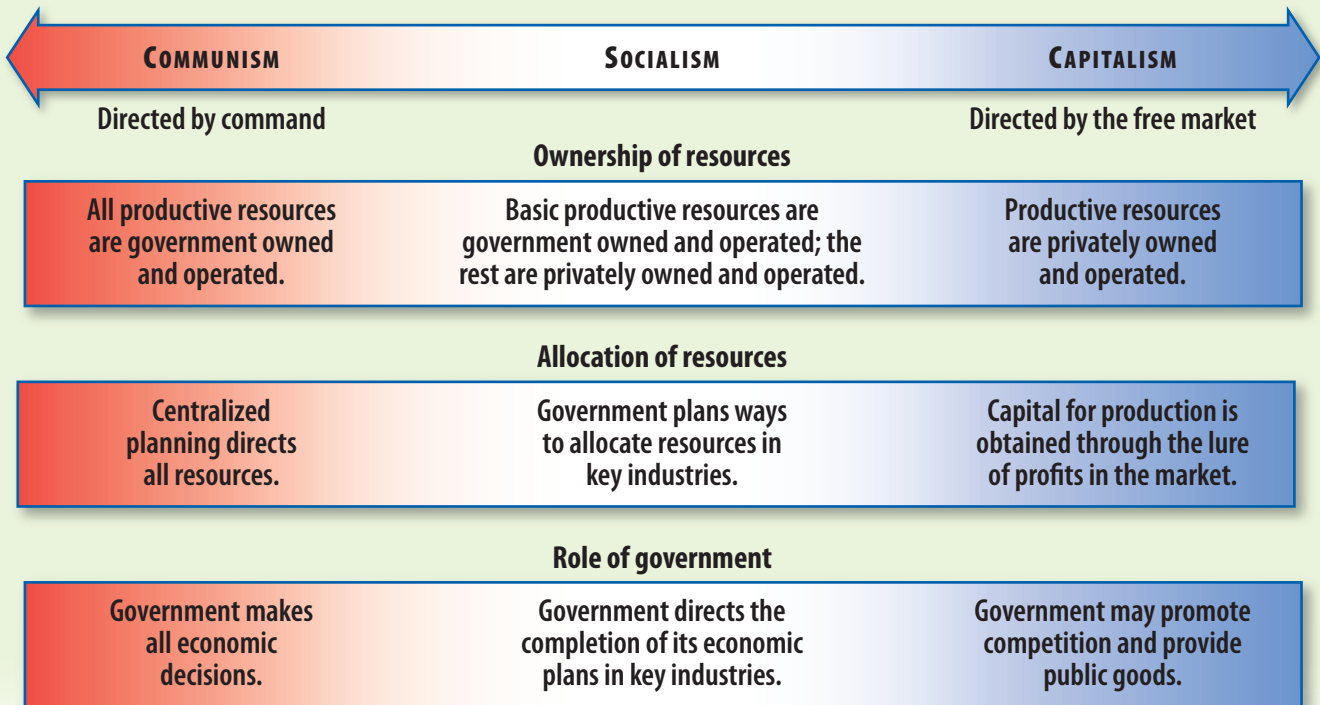 COMMUNISM
SOCIALISM
CAPITALISM
Directed by command
Directed by the free market
Ownership of resources
All productive resources
are government owned
and operated.
Basic productive resources are
government owned and operated; the
rest are privately owned and operated.
Productive resources
are privately owned
and operated.
Allocation of resources
Centralized
planning directs
all resources.
Government plans ways
to allocate resources in
key industries.
Capital for production is
obtained through the lure
of profits in the market.
Role of government
Government makes
all economic
decisions.
Government directs the
completion of its economic
plans in key industries.
Government may promote
competition and provide
public goods.